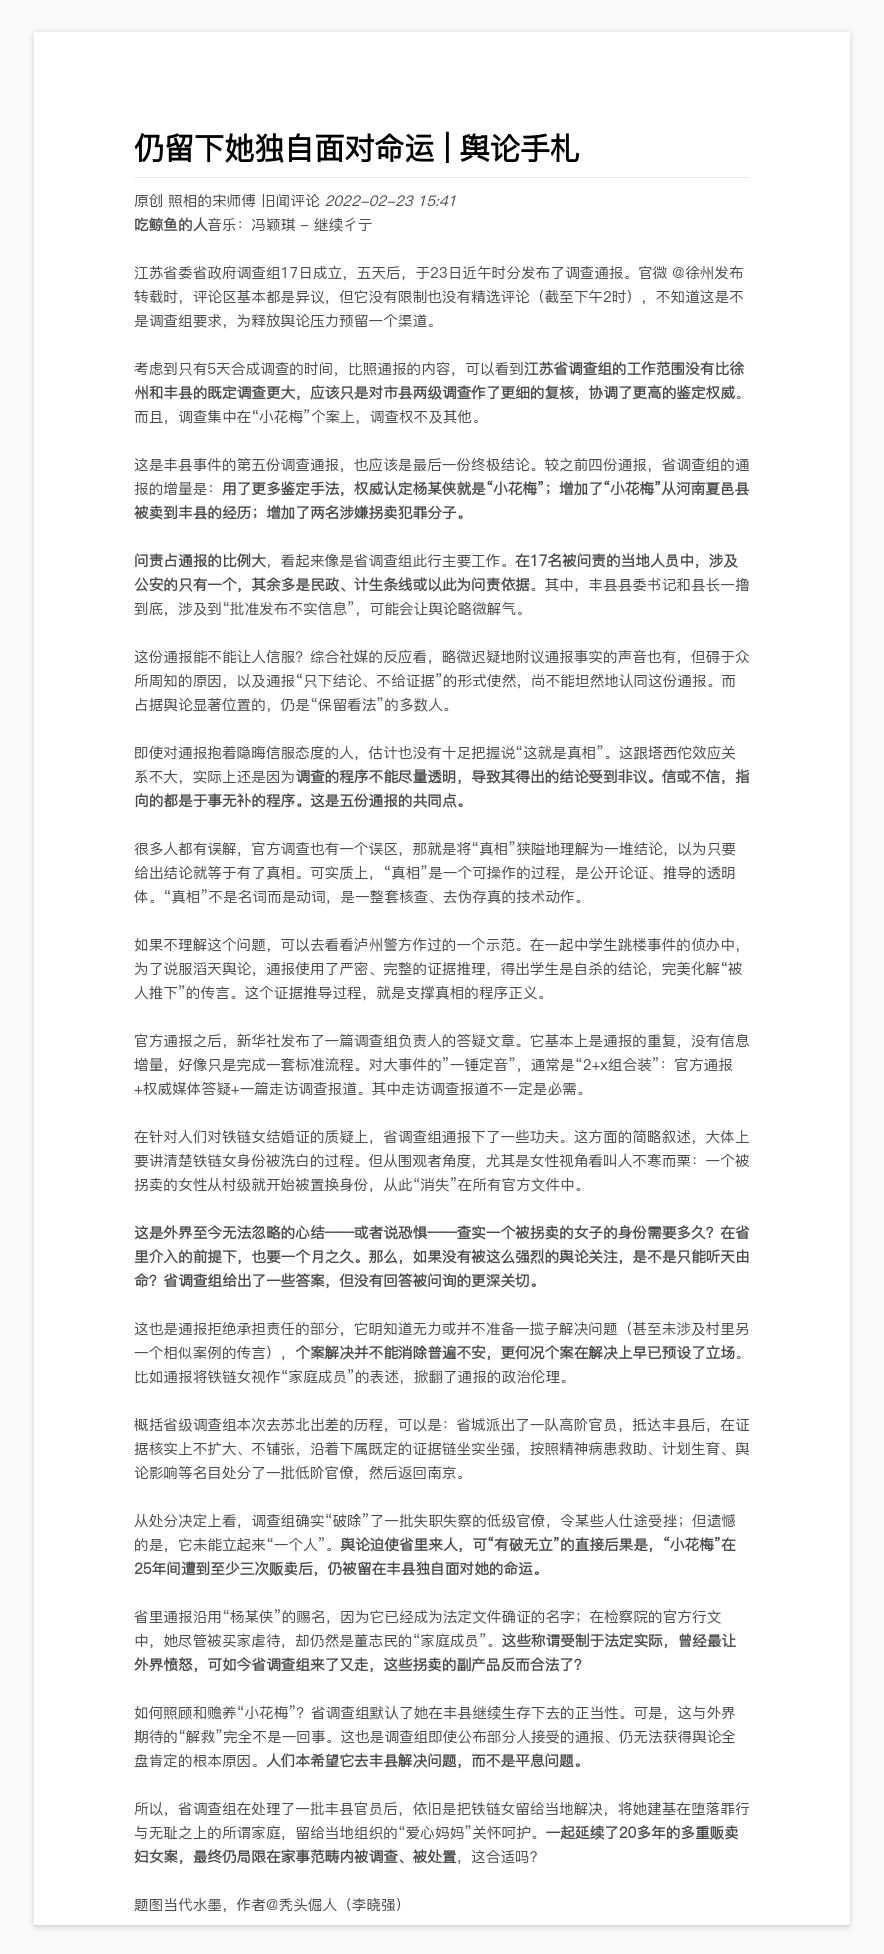 仍留下她独自面对命运 | 舆论手札
原创 照相的宋师傅 旧闻评论 2022-02-23 15:41
吃鲸鱼的人音乐：冯颖琪 - 继续彳亍
江苏省委省政府调查组17日成立，五天后，于23日近午时分发布了调查通报。官微 @徐州发布
转载时，评论区基本都是异议，但它没有限制也没有精选评论（截至下午2时），不知道这是不
是调查组要求，为释放舆论压力预留一个渠道。
考虑到只有5天合成调查的时间，比照通报的内容，可以看到江苏省调查组的工作范围没有比徐
州和丰县的既定调查更大，应该只是对市县两级调查作了更细的复核，协调了更高的鉴定权威。
而且，调查集中在“小花梅”个案上，调查权不及其他。
这是丰县事件的第五份调查通报，也应该是最后一份终极结论。较之前四份通报，省调查组的通
报的增量是：用了更多鉴定手法，权威认定杨某侠就是“小花梅”；增加了“小花梅”从河南夏邑县
被卖到丰县的经历；增加了两名涉嫌拐卖犯罪分子。
问责占通报的比例大，看起来像是省调查组此行主要工作。在17名被问责的当地人员中，涉及
公安的只有一个，其余多是民政、计生条线或以此为问责依据。其中，丰县县委书记和县长一撸
到底，涉及到“批准发布不实信息”，可能会让舆论略微解气。
这份通报能不能让人信服？综合社媒的反应看，略微迟疑地附议通报事实的声音也有，但碍于众
所周知的原因，以及通报“只下结论、不给证据”的形式使然，尚不能坦然地认同这份通报。而
占据舆论显著位置的，仍是“保留看法”的多数人。
即使对通报抱着隐晦信服态度的人，估计也没有十足把握说“这就是真相”。这跟塔西佗效应关
系不大，实际上还是因为调查的程序不能尽量透明，导致其得出的结论受到非议。信或不信，指
向的都是于事无补的程序。这是五份通报的共同点。
很多人都有误解，官方调查也有一个误区，那就是将“真相”狭隘地理解为一堆结论，以为只要
给出结论就等于有了真相。可实质上，“真相”是一个可操作的过程，是公开论证、推导的透明
体。“真相”不是名词而是动词，是一整套核查、去伪存真的技术动作。
如果不理解这个问题，可以去看看泸州警方作过的一个示范。在一起中学生跳楼事件的侦办中，
为了说服滔天舆论，通报使用了严密、完整的证据推理，得出学生是自杀的结论，完美化解“被
人推下”的传言。这个证据推导过程，就是支撑真相的程序正义。
官方通报之后，新华社发布了一篇调查组负责人的答疑文章。它基本上是通报的重复，没有信息
增量，好像只是完成一套标准流程。对大事件的”一锤定音”，通常是“2+x组合装”：官方通报
+权威媒体答疑+一篇走访调查报道。其中走访调查报道不一定是必需。
在针对人们对铁链女结婚证的质疑上，省调查组通报下了一些功夫。这方面的简略叙述，大体上
要讲清楚铁链女身份被洗白的过程。但从围观者角度，尤其是女性视角看叫人不寒而栗：一个被
拐卖的女性从村级就开始被置换身份，从此“消失”在所有官方文件中。
这是外界至今无法忽略的心结——或者说恐惧——查实一个被拐卖的女子的身份需要多久？在省
里介入的前提下，也要一个月之久。那么，如果没有被这么强烈的舆论关注，是不是只能听天由
命？省调查组给出了一些答案，但没有回答被问询的更深关切。
这也是通报拒绝承担责任的部分，它明知道无力或并不准备一揽子解决问题（甚至未涉及村里另
一个相似案例的传言），个案解决并不能消除普遍不安，更何况个案在解决上早已预设了立场。
比如通报将铁链女视作“家庭成员”的表述，掀翻了通报的政治伦理。
概括省级调查组本次去苏北出差的历程，可以是：省城派出了一队高阶官员，抵达丰县后，在证
据核实上不扩大、不铺张，沿着下属既定的证据链坐实坐强，按照精神病患救助、计划生育、舆
论影响等名目处分了一批低阶官僚，然后返回南京。
从处分决定上看，调查组确实“破除”了一批失职失察的低级官僚，令某些人仕途受挫；但遗憾
的是，它未能立起来“一个人”。舆论迫使省里来人，可“有破无立”的直接后果是，“小花梅”在
25年间遭到至少三次贩卖后，仍被留在丰县独自面对她的命运。
省里通报沿用“杨某侠”的赐名，因为它已经成为法定文件确证的名字；在检察院的官方行文
中，她尽管被买家虐待，却仍然是董志民的“家庭成员”。这些称谓受制于法定实际，曾经最让
外界愤怒，可如今省调查组来了又走，这些拐卖的副产品反而合法了？
如何照顾和赡养“小花梅”？省调查组默认了她在丰县继续生存下去的正当性。可是，这与外界
期待的“解救”完全不是一回事。这也是调查组即使公布部分人接受的通报、仍无法获得舆论全
盘肯定的根本原因。人们本希望它去丰县解决问题，而不是平息问题。
所以，省调查组在处理了一批丰县官员后，依旧是把铁链女留给当地解决，将她建基在堕落罪行
与无耻之上的所谓家庭，留给当地组织的“爱心妈妈”关怀呵护。一起延续了20多年的多重贩卖
妇女案，最终仍局限在家事范畴内被调查、被处置，这合适吗？
题图当代水墨，作者@秃头倔人（李晓强）